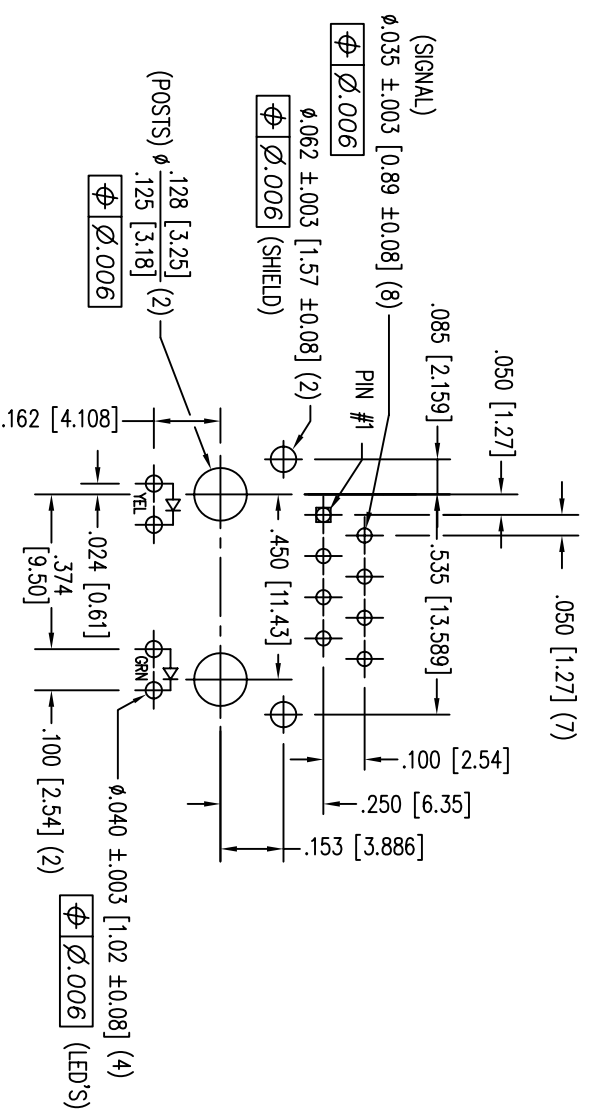 (SIGNAL)
ø.035 ±.003 [0.89 ±0.08] (8)
⌖ Ø.006
ø.062 ±.003 [1.57 ±0.08] (2)
⌖ Ø.006 (SHIELD)
(POSTS) ø .128 [3.25]
.125 [3.18] (2)
⌖ Ø.006
.050 [1.27]
.050 [1.27] (7)
.085 [2.159]
.535 [13.589]
PIN #1
.100 [2.54]
.250 [6.35]
.153 [3.886]
.450 [11.43]
.162 [4.108]
YEL
GRN
.024 [0.61]
.374
[9.50]
.100 [2.54] (2)
ø.040 ±.003 [1.02 ±0.08] (4)
⌖ Ø.006 (LED'S)